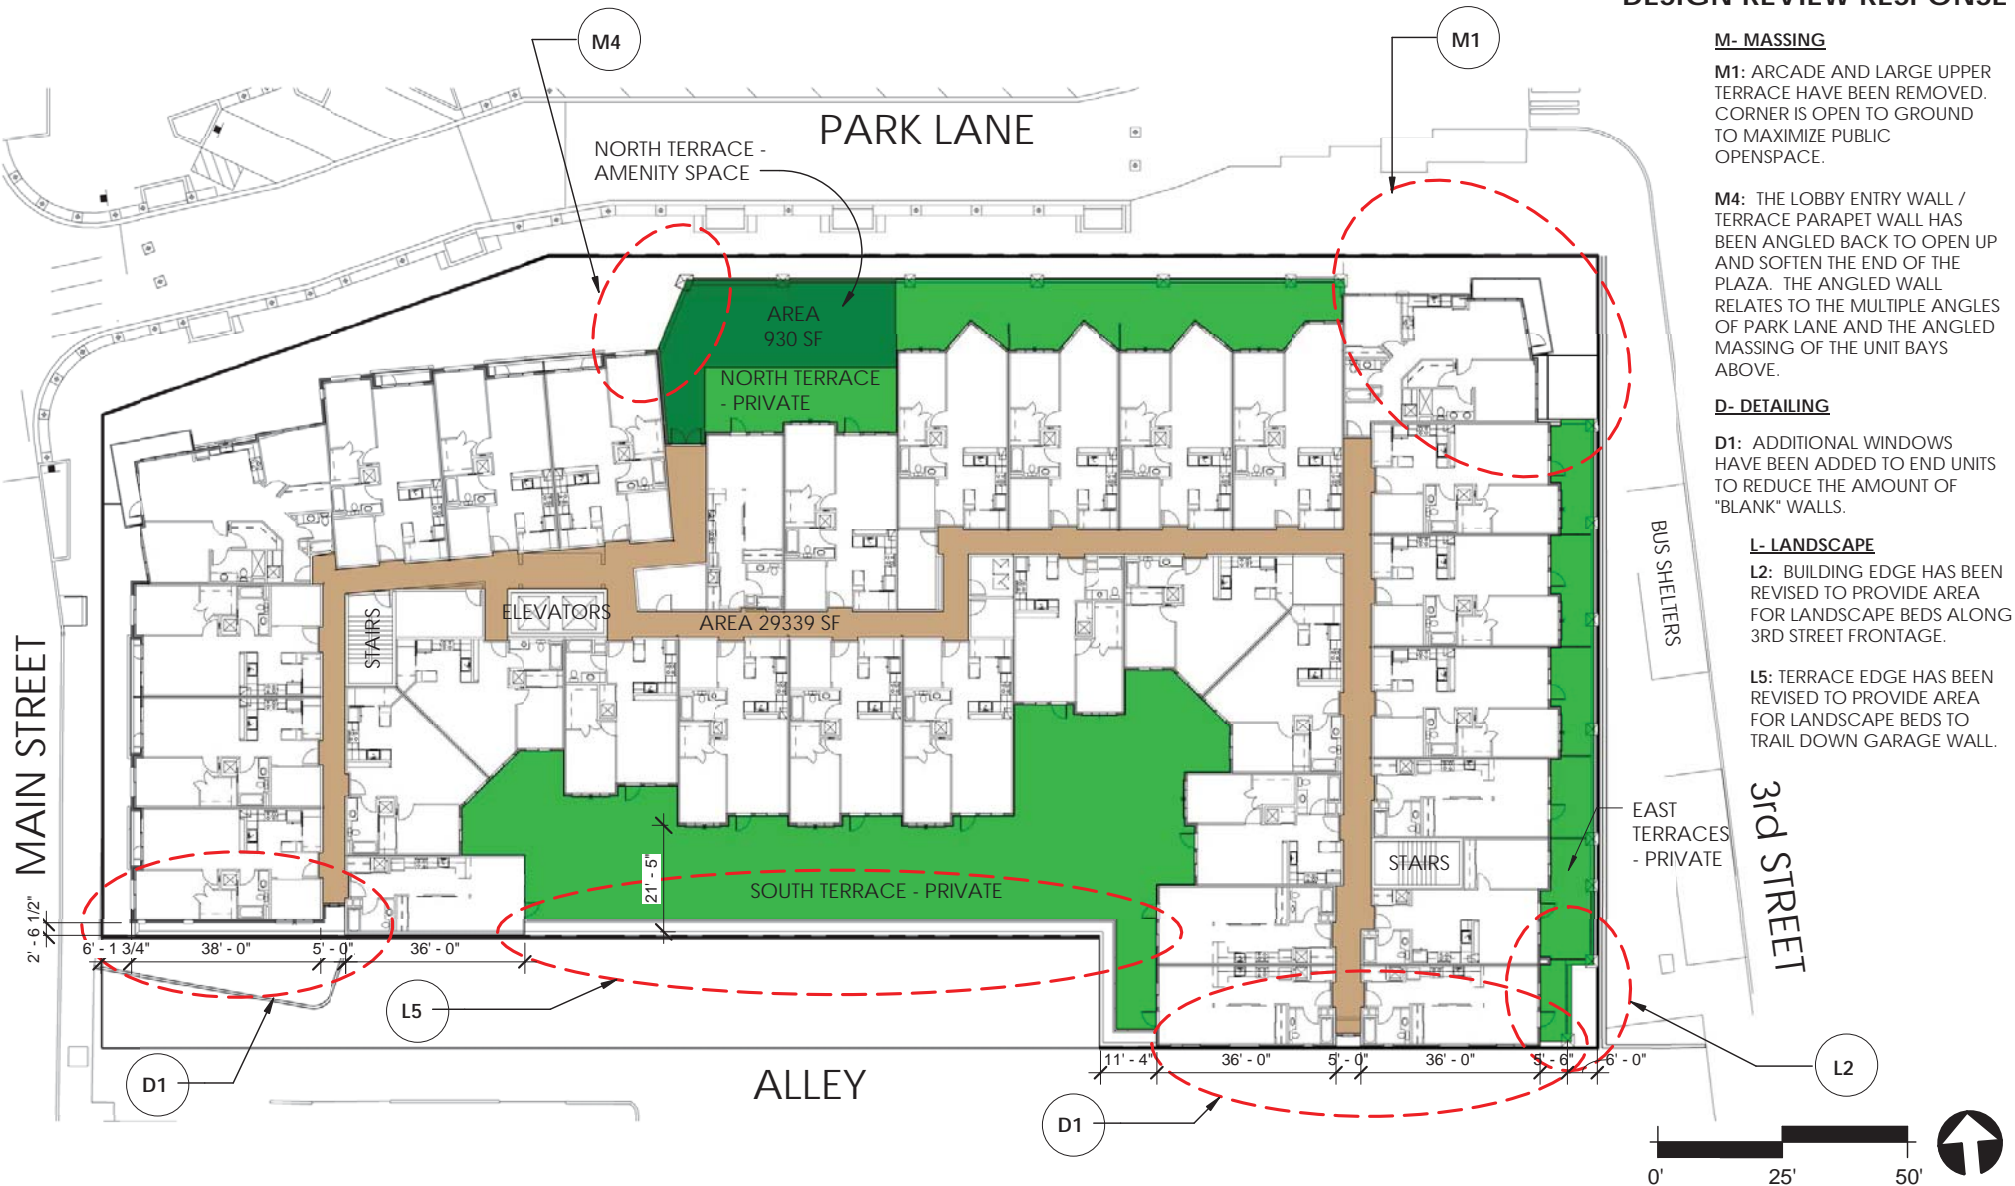 DESIGN REVIEW RESPONSE
M- MASSING
M1: ARCADE AND LARGE UPPER
TERRACE HAVE BEEN REMOVED.
CORNER IS OPEN TO GROUND
TO MAXIMIZE PUBLIC
OPENSPACE.
M4: THE LOBBY ENTRY WALL /
TERRACE PARAPET WALL HAS
BEEN ANGLED BACK TO OPEN UP
AND SOFTEN THE END OF THE
PLAZA. THE ANGLED WALL
RELATES TO THE MULTIPLE ANGLES
OF PARK LANE AND THE ANGLED
MASSING OF THE UNIT BAYS
ABOVE.
D- DETAILING
D1: ADDITIONAL WINDOWS
HAVE BEEN ADDED TO END UNITS
TO REDUCE THE AMOUNT OF
"BLANK" WALLS.
L- LANDSCAPE
L2: BUILDING EDGE HAS BEEN
REVISED TO PROVIDE AREA
FOR LANDSCAPE BEDS ALONG
3RD STREET FRONTAGE.
L5: TERRACE EDGE HAS BEEN
REVISED TO PROVIDE AREA
FOR LANDSCAPE BEDS TO
TRAIL DOWN GARAGE WALL.
M4
M1
PARK LANE
NORTH TERRACE -
AMENITY SPACE
AREA
930 SF
NORTH TERRACE
- PRIVATE
STAIRS
ELEVATORS
AREA 29339 SF
BUS SHELTERS
MAIN STREET
3rd STREET
EAST
TERRACES
- PRIVATE
STAIRS
21' - 5"
SOUTH TERRACE - PRIVATE
2' - 6 1/2"
6' - 1 3/4"
38' - 0"
5' - 0"
36' - 0"
L5
D1
ALLEY
11' - 4"
36' - 0"
5' - 0"
36' - 0"
5' - 6"
6' - 0"
L2
D1
0'
25'
50'